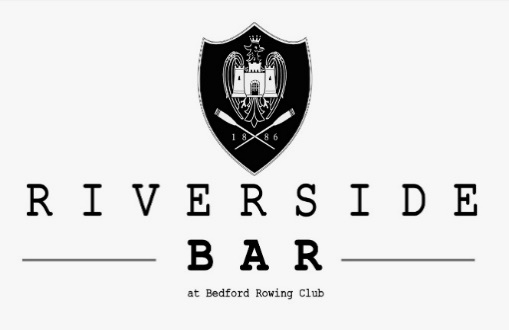 1886
RIVERSIDE
BAR
at Bedford Rowing Club